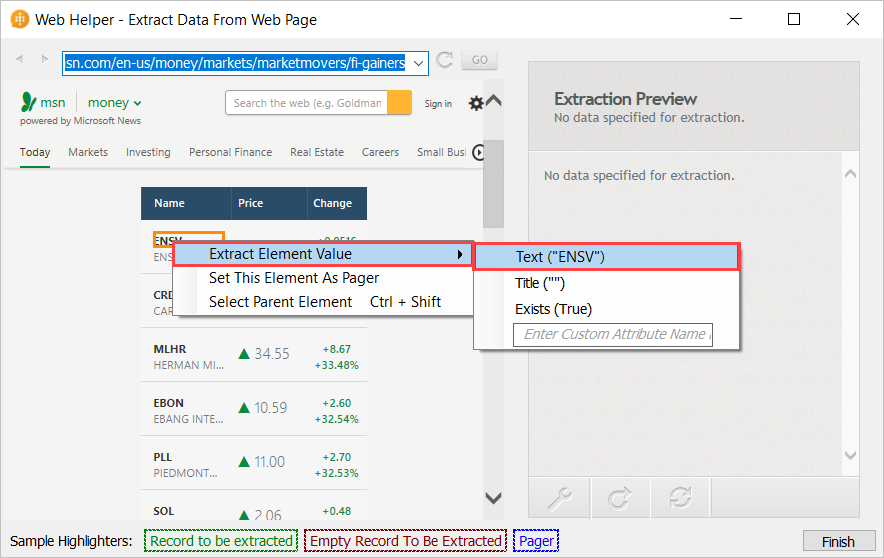 Web Helper - Extract Data From Web Page
sn.com/en-us/money/markets/marketmovers/fi-gainers
GO
msn money
powered by Microsoft News
Search the web (e.g. Goldman
Sign in
Today Markets Investing Personal Finance Real Estate Careers Small Busi
Name Price Change
ENSV
ENS
Extract Element Value
Set This Element As Pager
Select Parent Element Ctrl + Shift
Text ("ENSV")
Title ("")
Exists (True)
Enter Custom Attribute Name
CRD
CAR
MLHR 34.55 +8.67
HERMAN MI... +33.48%
EBON 10.59 +2.60
EBANG INTE... +32.54%
PLL 11.00 +2.70
PIEDMONT... +32.53%
SOL 2.06 +0.48
Extraction Preview
No data specified for extraction.
No data specified for extraction.
Sample Highlighters: Record to be extracted Empty Record To Be Extracted Pager
Finish